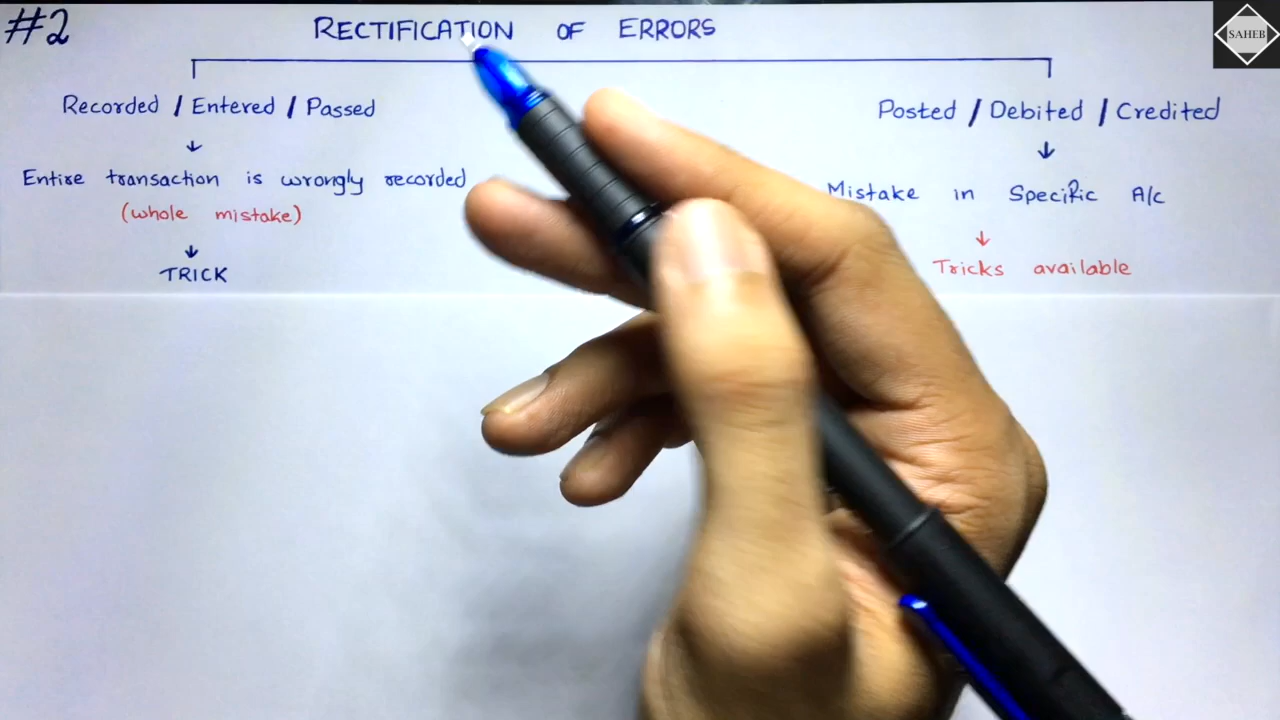 #2
RECTIFICATION OF ERRORS
SAHEB
Recorded / Entered / Passed
Posted / Debited / Credited
Entire transaction is wrongly recorded
(whole mistake)
Mistake in Specific A/c
TRICK
Tricks available